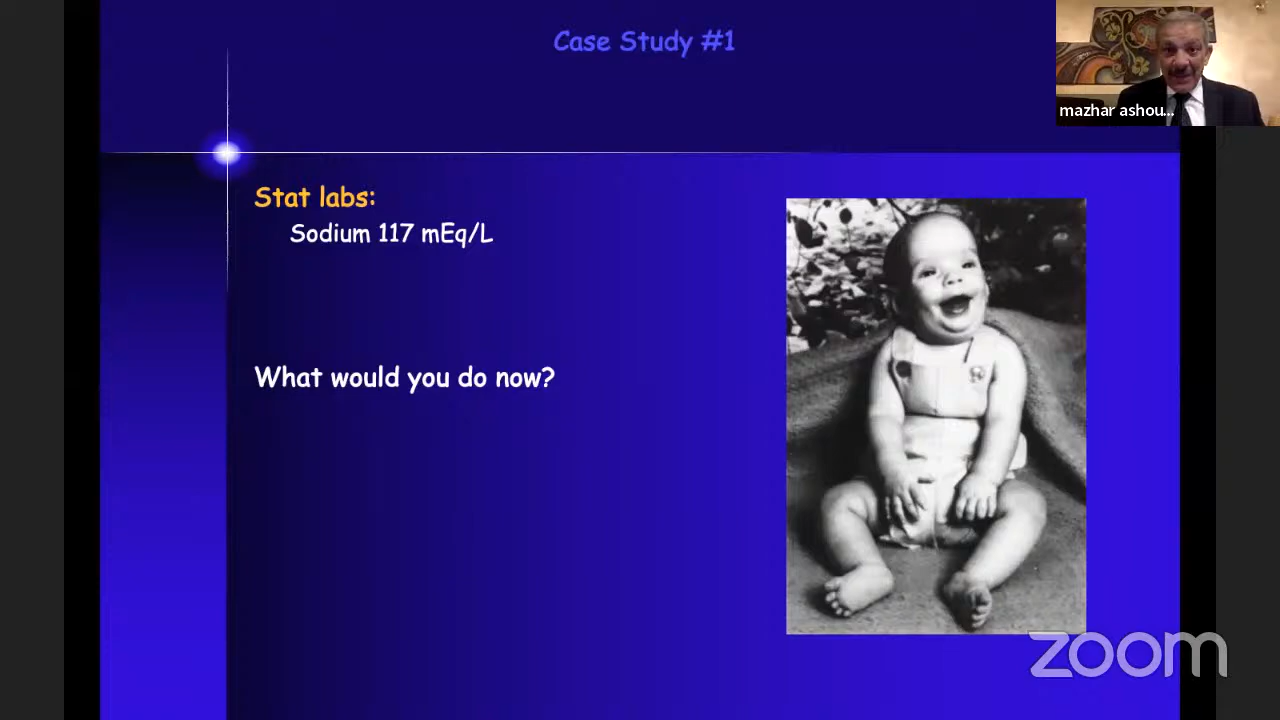 Case Study #1
mazhar ashou...
Stat labs:
Sodium 117 mEq/L
What would you do now?
zoom